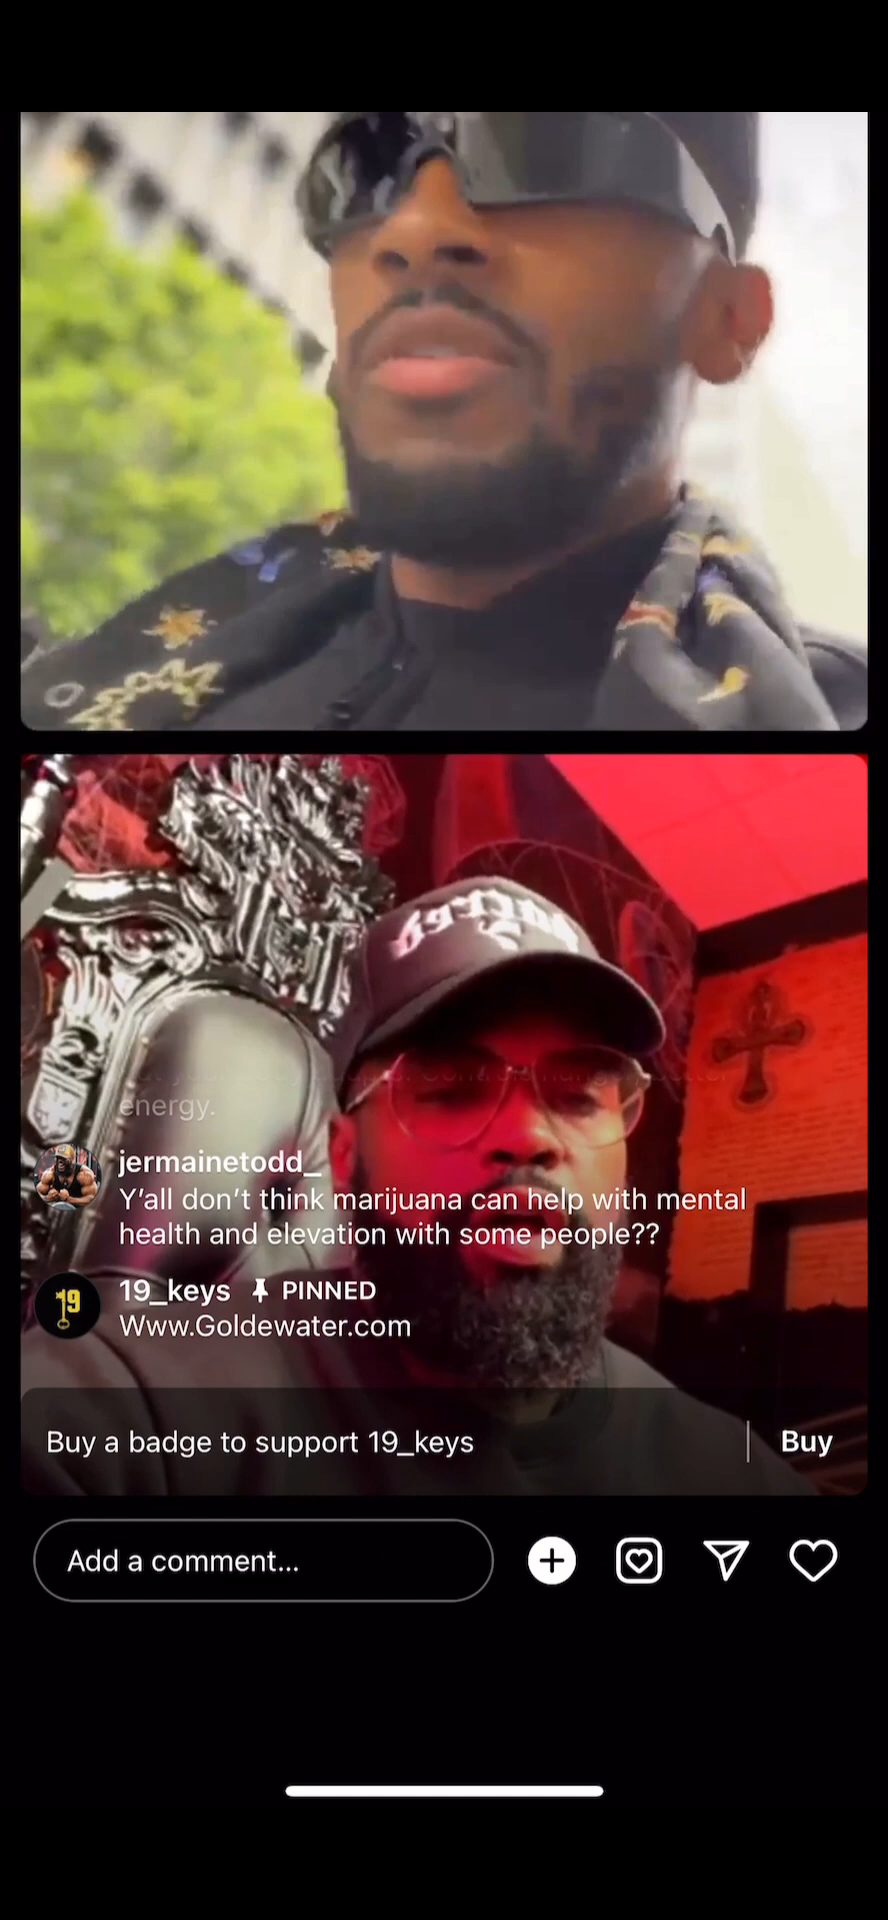 energy.
jermainetodd_
Y’all don’t think marijuana can help with mental
health and elevation with some people??
19
19_keys PINNED
Www.Goldewater.com
Buy a badge to support 19_keys
Buy
Add a comment...